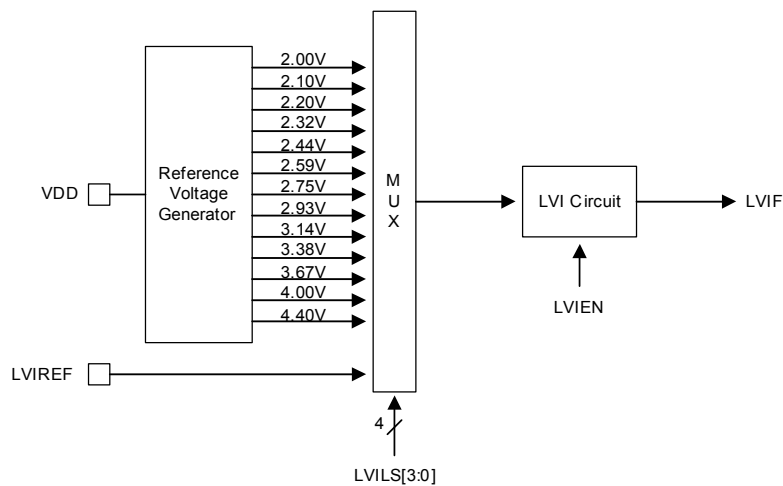 2.00V
2.10V
2.20V
2.32V
2.44V
2.59V
2.75V
2.93V
3.14V
3.38V
3.67V
4.00V
4.40V
VDD
Reference
Voltage
Generator
M
U
X
LVI Circuit
LVIF
LVIEN
LVIREF
4
LVILS[3:0]